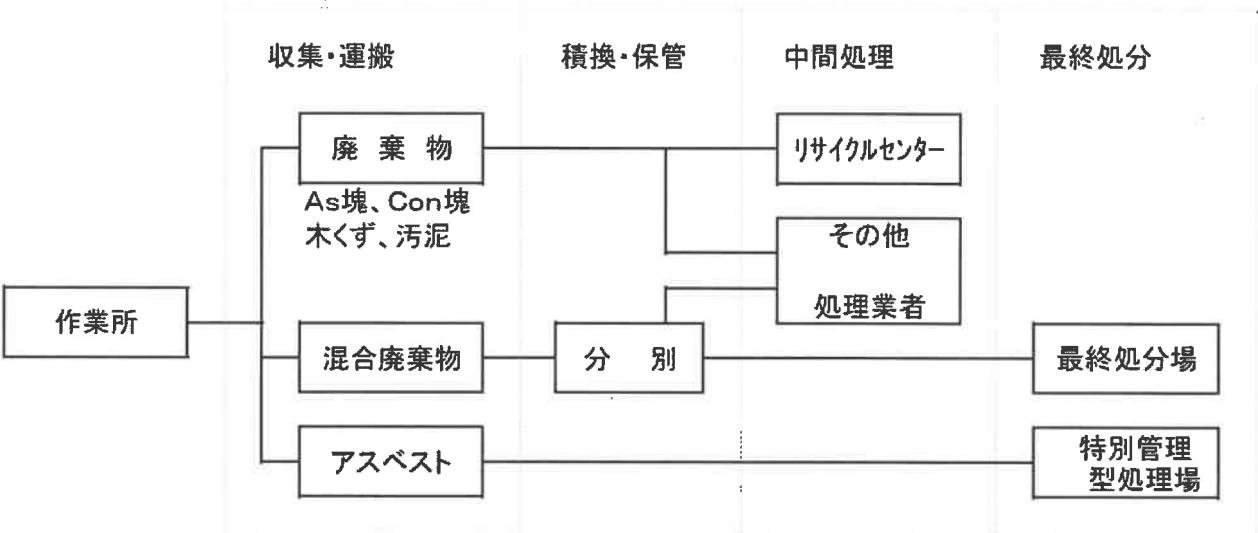 収集・運搬
積換・保管
中間処理
最終処分
廃棄物
リサイクルセンター
As塊、Con塊
木くず、汚泥
その他
処理業者
作業所
混合廃棄物
分別
最終処分場
アスベスト
特別管理
型処理場